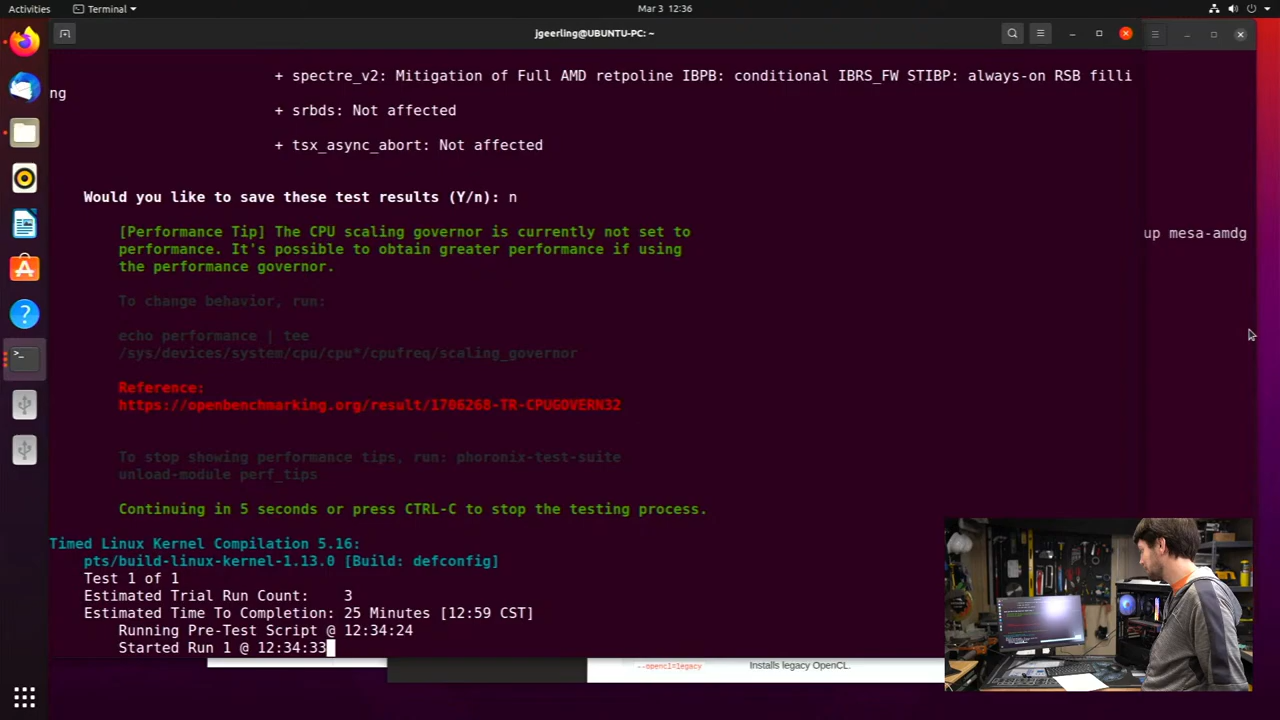 Activities
Terminal
Mar 3 12:36
jgeerling@UBUNTU-PC: ~
+ spectre_v2: Mitigation of Full AMD retpoline IBPB: conditional IBRS_FW STIBP: always-on RSB filli
ng
+ srbds: Not affected
+ tsx_async_abort: Not affected
Would you like to save these test results (Y/n): n
[Performance Tip] The CPU scaling governor is currently not set to
performance. It's possible to obtain greater performance if using
the performance governor.
up mesa-amdg
To change behavior, run:
echo performance | tee
/sys/devices/system/cpu/cpu*/cpufreq/scaling_governor
Reference:
https://openbenchmarking.org/result/1706268-TR-CPUGOVERN32
To stop showing performance tips, run: phoronix-test-suite
unload-module perf_tips
Continuing in 5 seconds or press CTRL-C to stop the testing process.
Timed Linux Kernel Compilation 5.16:
pts/build-linux-kernel-1.13.0 [Build: defconfig]
Test 1 of 1
Estimated Trial Run Count: 3
Estimated Time To Completion: 25 Minutes [12:59 CST]
Running Pre-Test Script @ 12:34:24
Started Run 1 @ 12:34:33
--opencl=legacy
Installs legacy OpenCL.